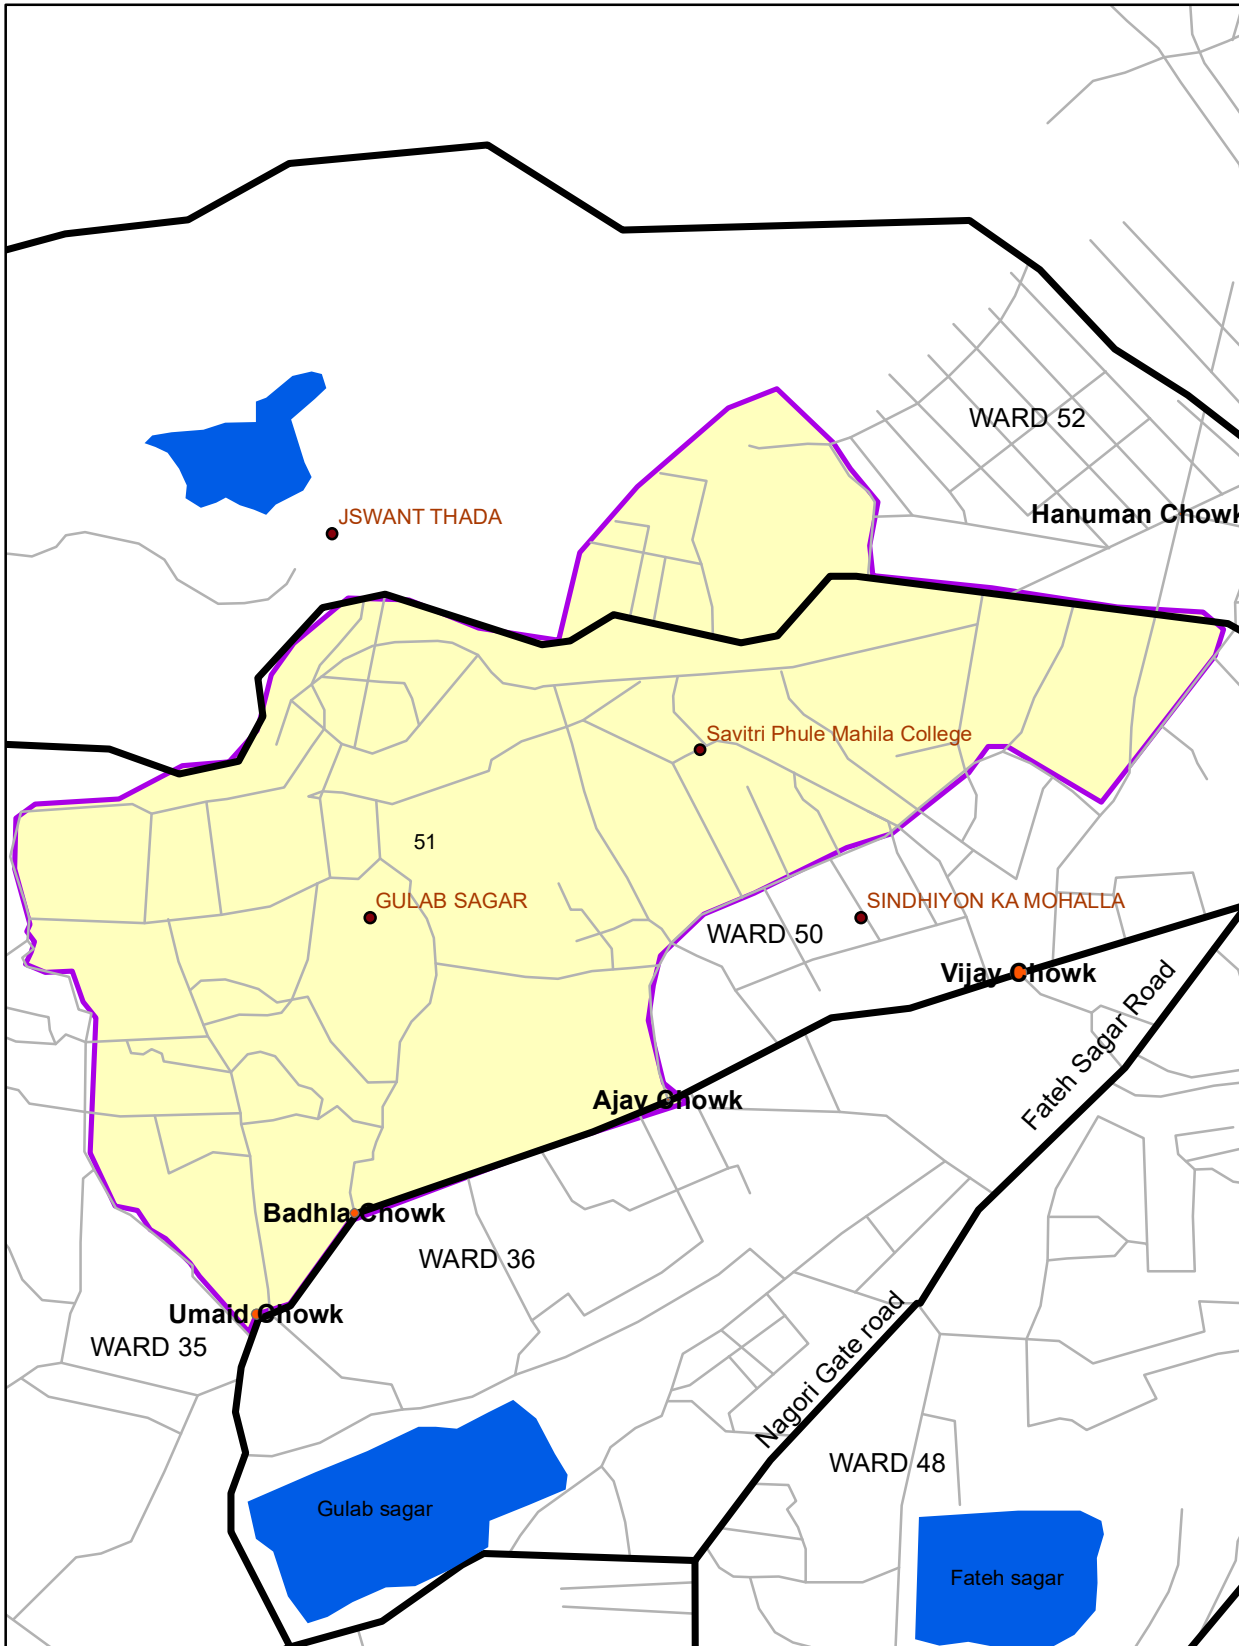 WARD 52
Hanuman Chowk
JSWANT THADA
Savitri Phule Mahila College
51
GULAB SAGAR
SINDHIYON KA MOHALLA
WARD 50
Vijay Chowk
Fateh Sagar Road
Ajay Chowk
Badhla Chowk
WARD 36
Umaid Chowk
WARD 35
Nagori Gate road
WARD 48
Gulab sagar
Fateh sagar